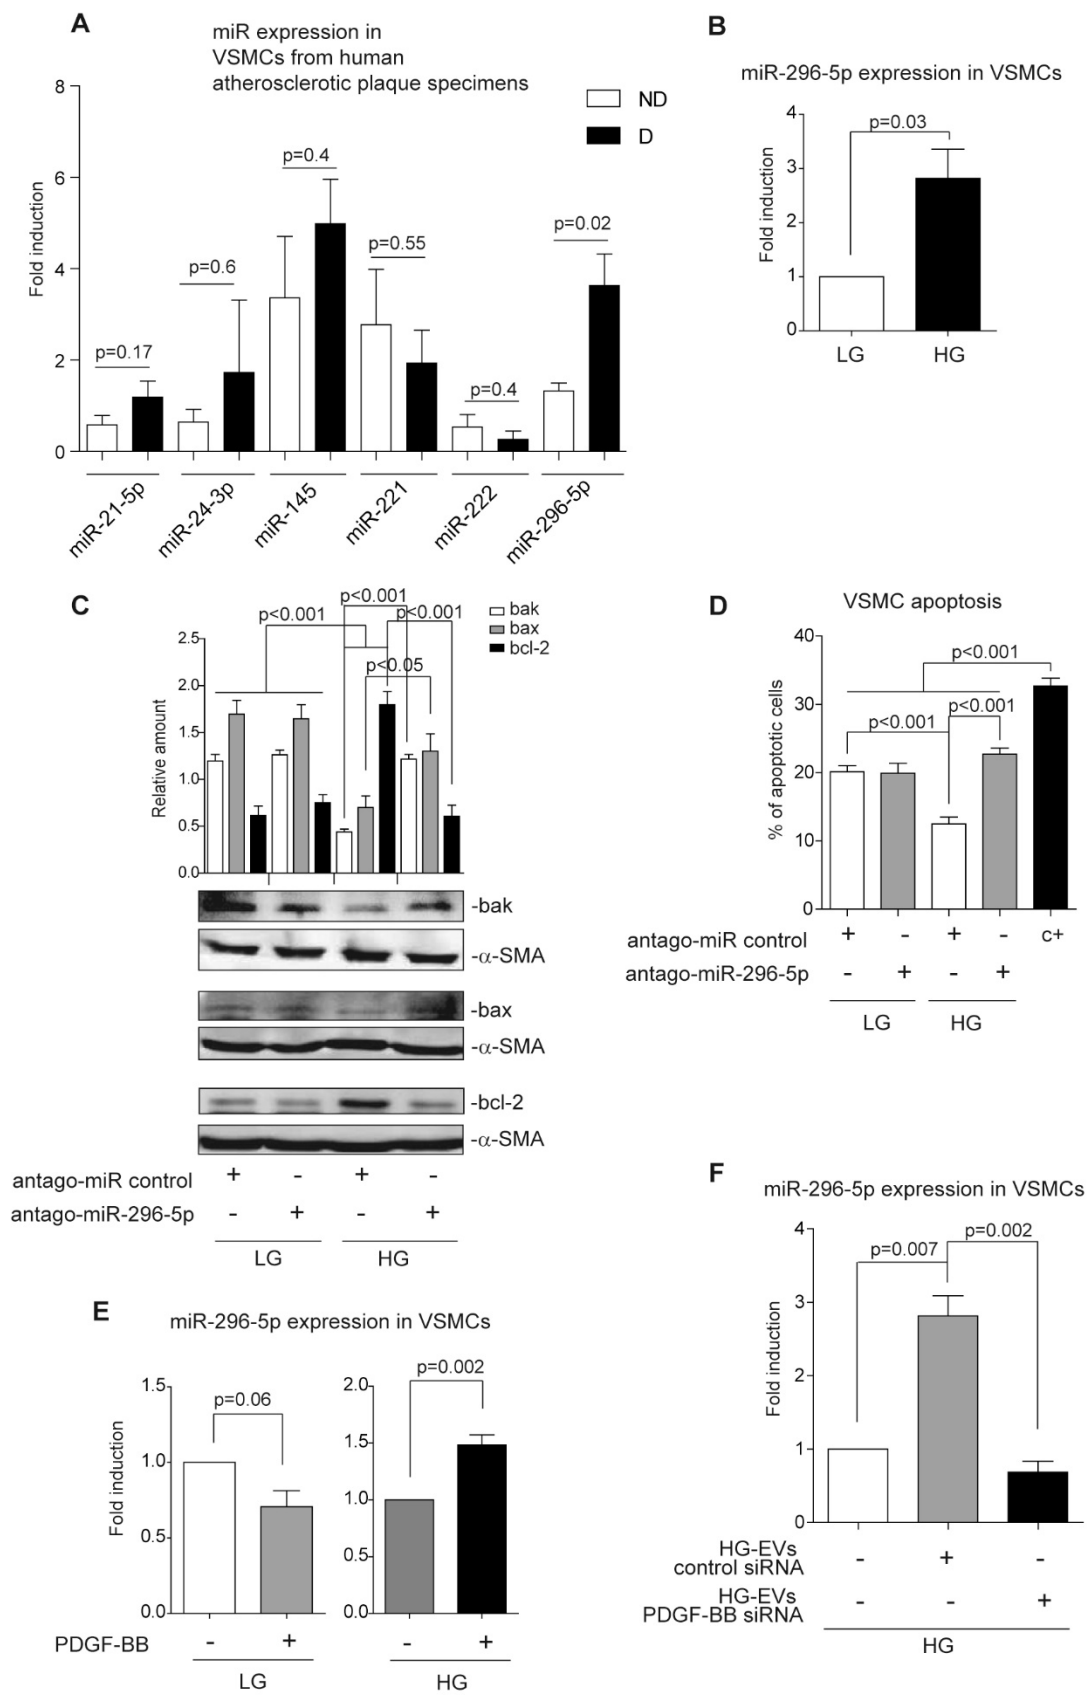 A
miR expression in
VSMCs from human
atherosclerotic plaque specimens
ND
D
Fold induction
8
6
4
2
0
p=0.17
p=0.6
p=0.4
p=0.55
p=0.4
p=0.02
miR-21-5p
miR-24-3p
miR-145
miR-221
miR-222
miR-296-5p
B
miR-296-5p expression in VSMCs
Fold induction
4
3
2
1
0
p=0.03
LG
HG
C
bak
bax
bcl-2
p<0.001
p<0.001
p<0.001
p<0.05
Relative amount
2.5
2.0
1.5
1.0
0.5
0.0
-bak
-α-SMA
-bax
-α-SMA
-bcl-2
-α-SMA
antago-miR control + - + -
antago-miR-296-5p - + - +
LG HG
D
VSMC apoptosis
% of apoptotic cells
40
30
20
10
0
p<0.001
p<0.001
p<0.001
antago-miR control + - + - c+
antago-miR-296-5p - + - +
LG HG
E
miR-296-5p expression in VSMCs
Fold induction
1.5
1.0
0.5
0.0
p=0.06
2.0
1.5
1.0
0.5
0.0
p=0.002
PDGF-BB - + - +
LG HG
F
miR-296-5p expression in VSMCs
Fold induction
4
3
2
1
0
p=0.007
p=0.002
HG-EVs
control siRNA - + -
HG-EVs
PDGF-BB siRNA - - +
HG